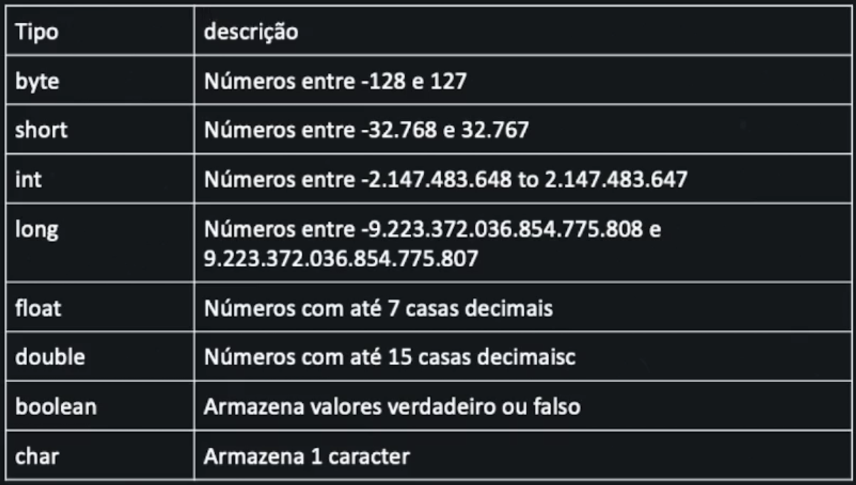 Tipo descrição
byte Números entre -128 e 127
short Números entre -32.768 e 32.767
int Números entre -2.147.483.648 to 2.147.483.647
long Números entre -9.223.372.036.854.775.808 e
9.223.372.036.854.775.807
float Números com até 7 casas decimais
double Números com até 15 casas decimaisc
boolean Armazena valores verdadeiro ou falso
char Armazena 1 caracter